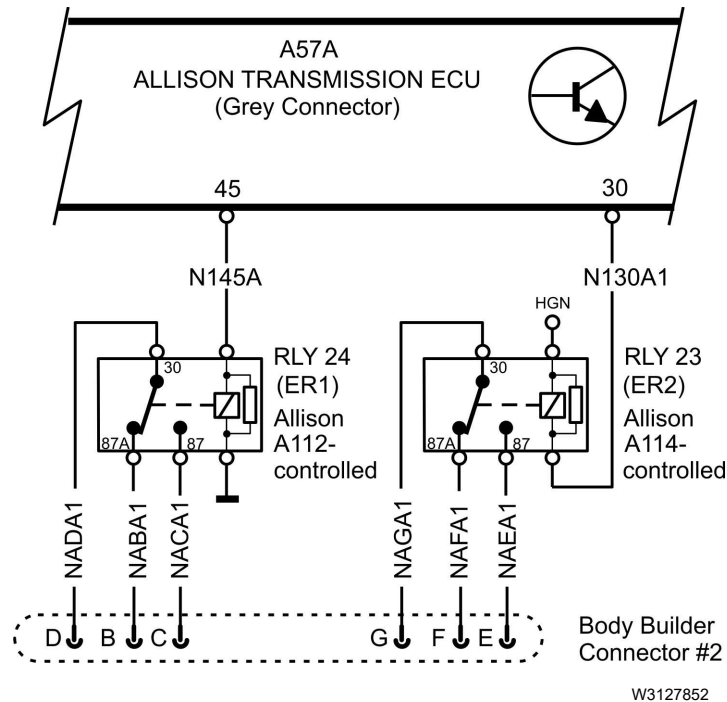 A57A
ALLISON TRANSMISSION ECU
(Grey Connector)
45
30
N145A
N130A1
HGN
30
87A
87
RLY 24
(ER1)
Allison
A112-
controlled
30
87A
87
RLY 23
(ER2)
Allison
A114-
controlled
NADA1
NABA1
NACA1
NAGA1
NAFA1
NAEA1
D B C G F E
Body Builder
Connector #2
W3127852